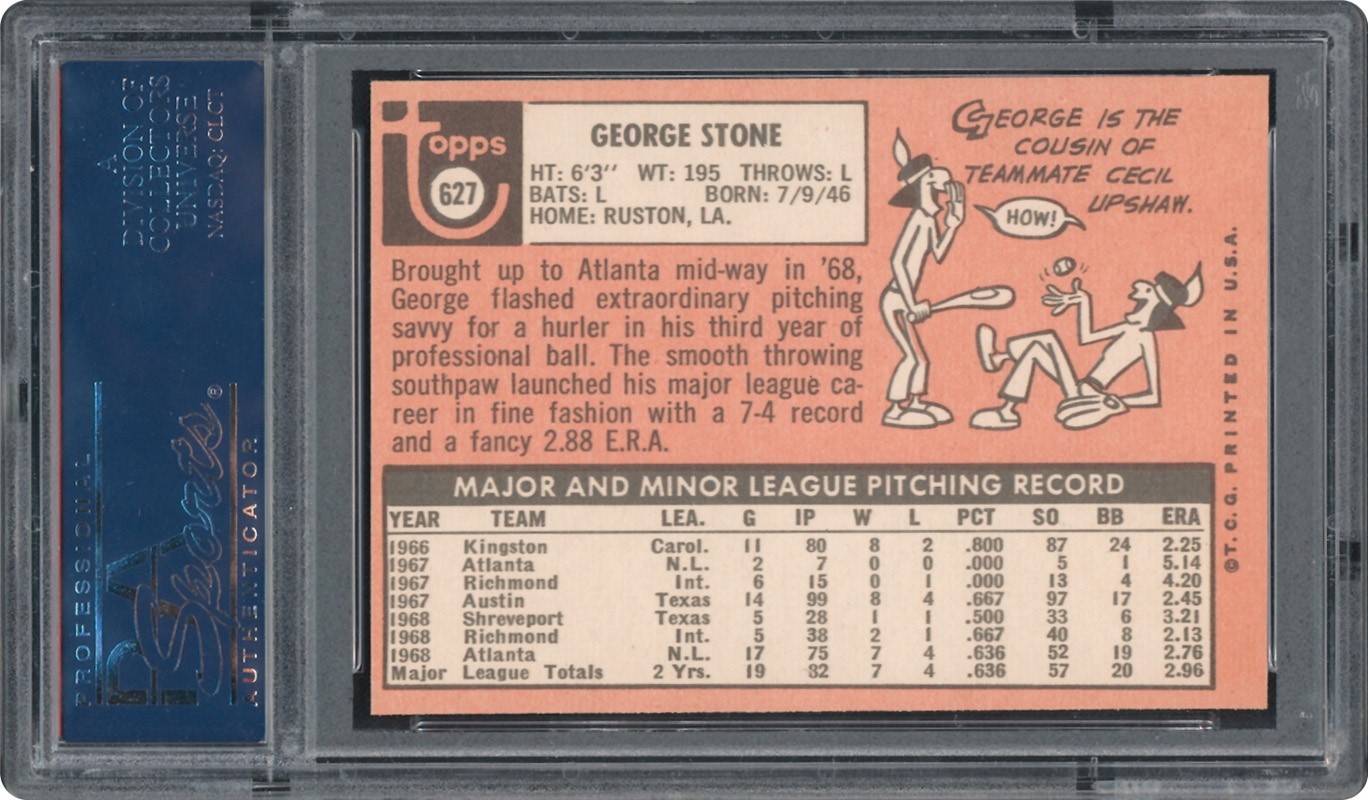 A
DIVISION OF
COLLECTORS
UNIVERSE
NASDAQ: CLCT
PROFESSIONAL
PSA
Sports®
AUTHENTICATOR
topps
627
GEORGE STONE
HT: 6'3'' WT: 195 THROWS: L
BATS: L BORN: 7/9/46
HOME: RUSTON, LA.
Brought up to Atlanta mid-way in '68,
George flashed extraordinary pitching
savvy for a hurler in his third year of
professional ball. The smooth throwing
southpaw launched his major league ca-
reer in fine fashion with a 7-4 record
and a fancy 2.88 E.R.A.
GEORGE IS THE
COUSIN OF
TEAMMATE CECIL
UPSHAW.
HOW!
MAJOR AND MINOR LEAGUE PITCHING RECORD
YEAR TEAM LEA. G IP W L PCT SO BB ERA
1966 Kingston Carol. 11 80 8 2 .800 87 24 2.25
1967 Atlanta N.L. 2 7 0 0 .000 5 1 5.14
1967 Richmond Int. 6 15 0 1 .000 13 4 4.20
1967 Austin Texas 14 99 8 4 .667 97 17 2.45
1968 Shreveport Texas 5 28 1 1 .500 33 6 3.21
1968 Richmond Int. 5 38 2 1 .667 40 8 2.13
1968 Atlanta N.L. 17 75 7 4 .636 52 19 2.76
Major League Totals 2 Yrs. 19 82 7 4 .636 57 20 2.96
©T.C.G. PRINTED IN U.S.A.